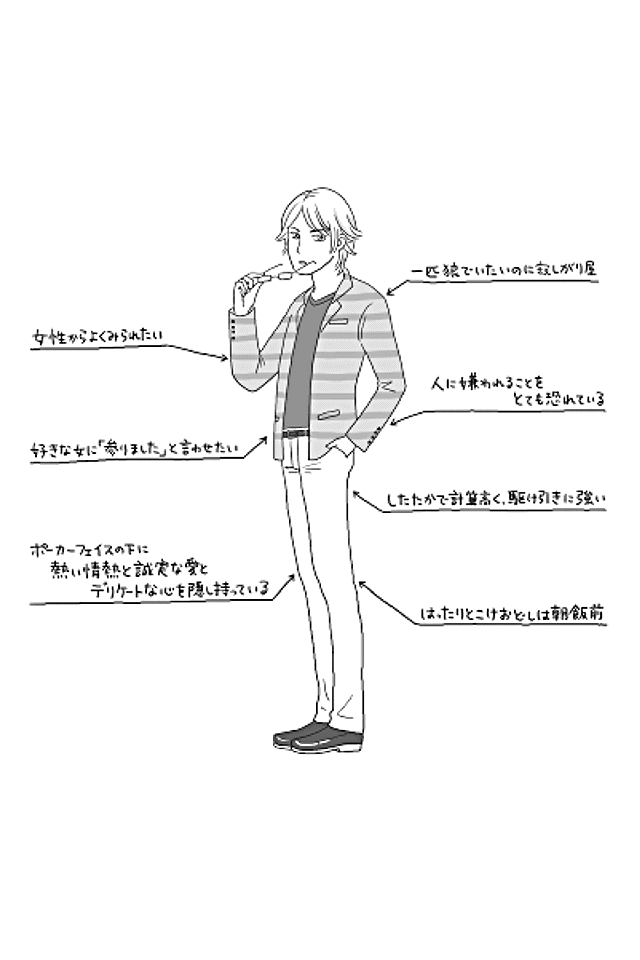 一匹狼でいたいのに寂しがり屋
女性からよくみられたい
人に嫌われることを
とても恐れている
好きな女に「参りました」と言わせたい
したたかで計算高く、駆け引きに強い
ポーカーフェイスの下に
熱い情熱と誠実な愛と
デリケートな心を隠し持っている
はったりとこけおどしは朝飯前